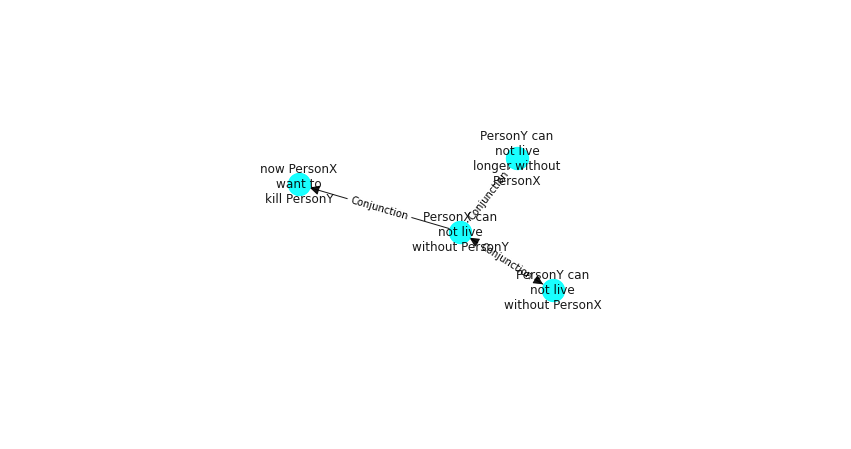 PersonY can
not live
longer without
PersonX
now PersonX
want to
kill PersonY
Conjunction
Conjunction
PersonX can
not live
without PersonY
Conjunction
PersonY can
not live
without PersonX